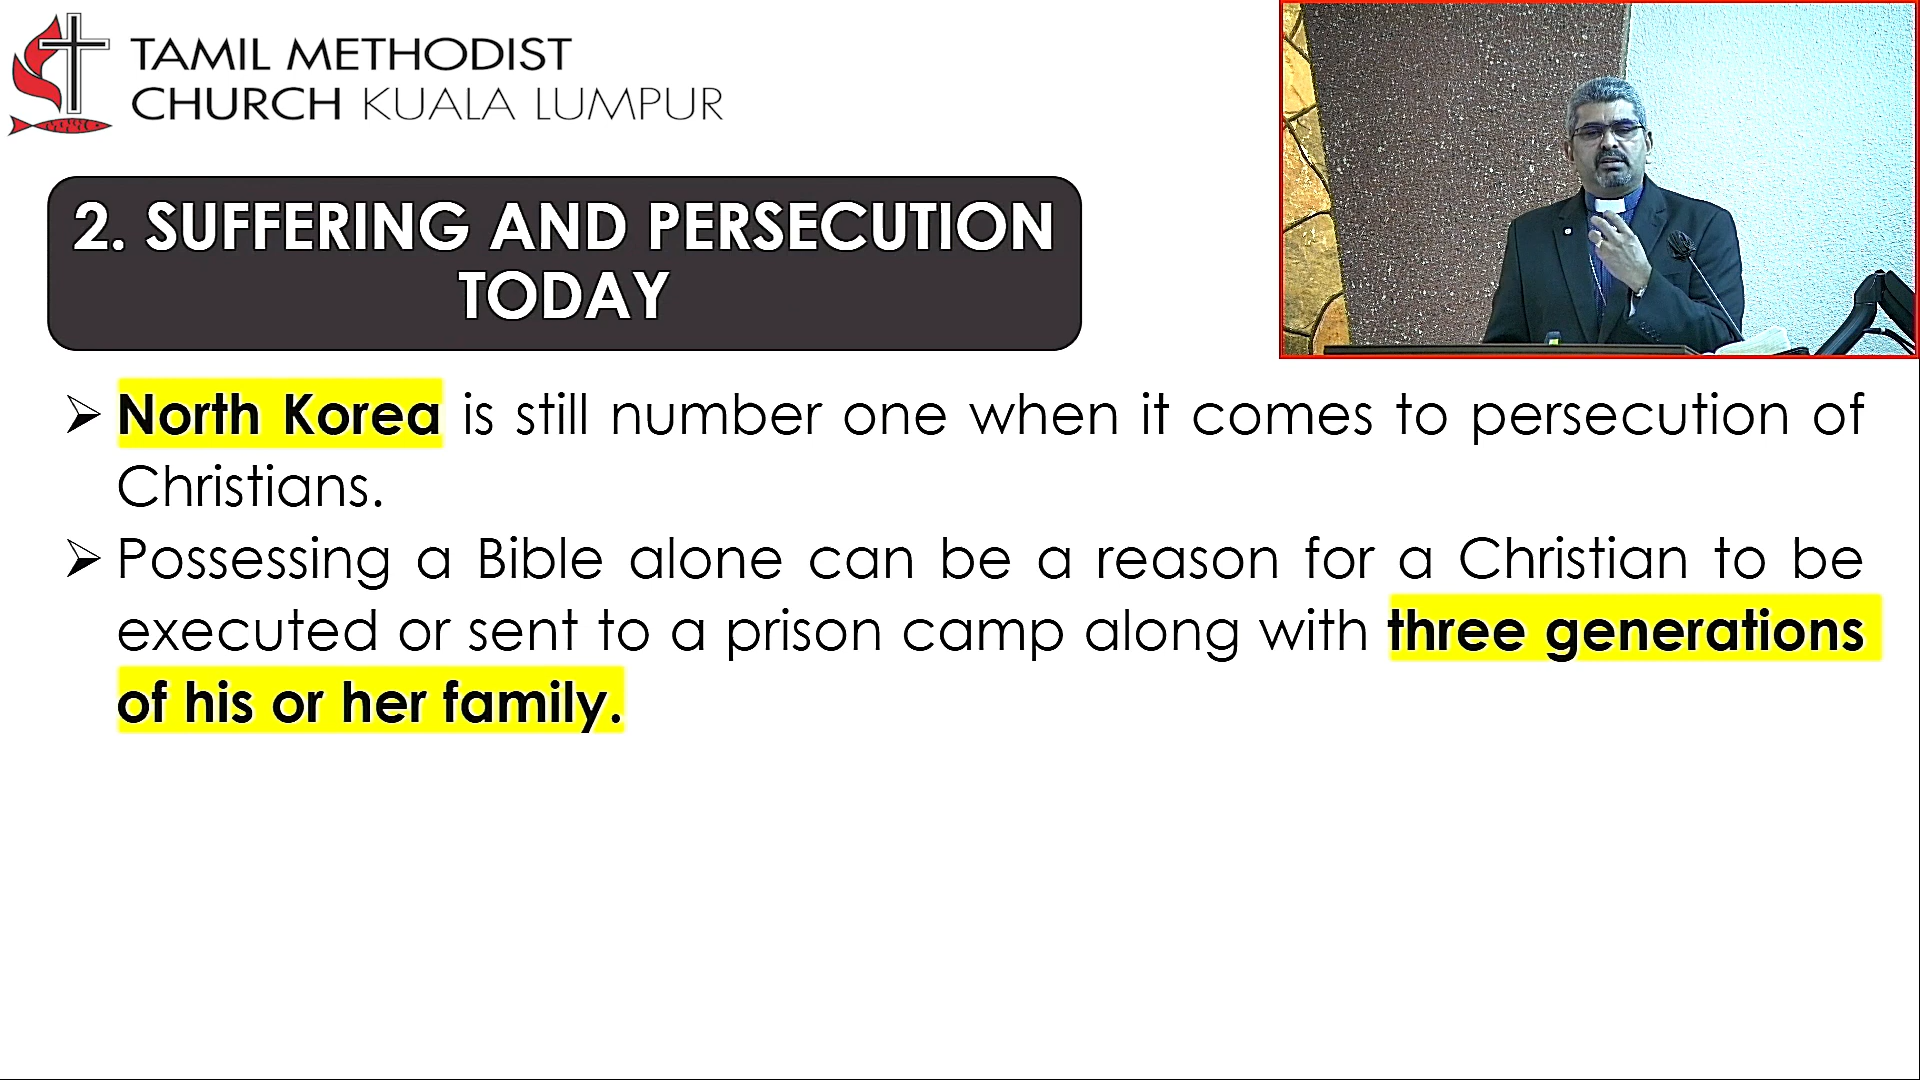 TAMIL METHODIST
CHURCH KUALA LUMPUR
2. SUFFERING AND PERSECUTION
TODAY
➢ North Korea is still number one when it comes to persecution of
Christians.
➢ Possessing a Bible alone can be a reason for a Christian to be
executed or sent to a prison camp along with three generations
of his or her family.